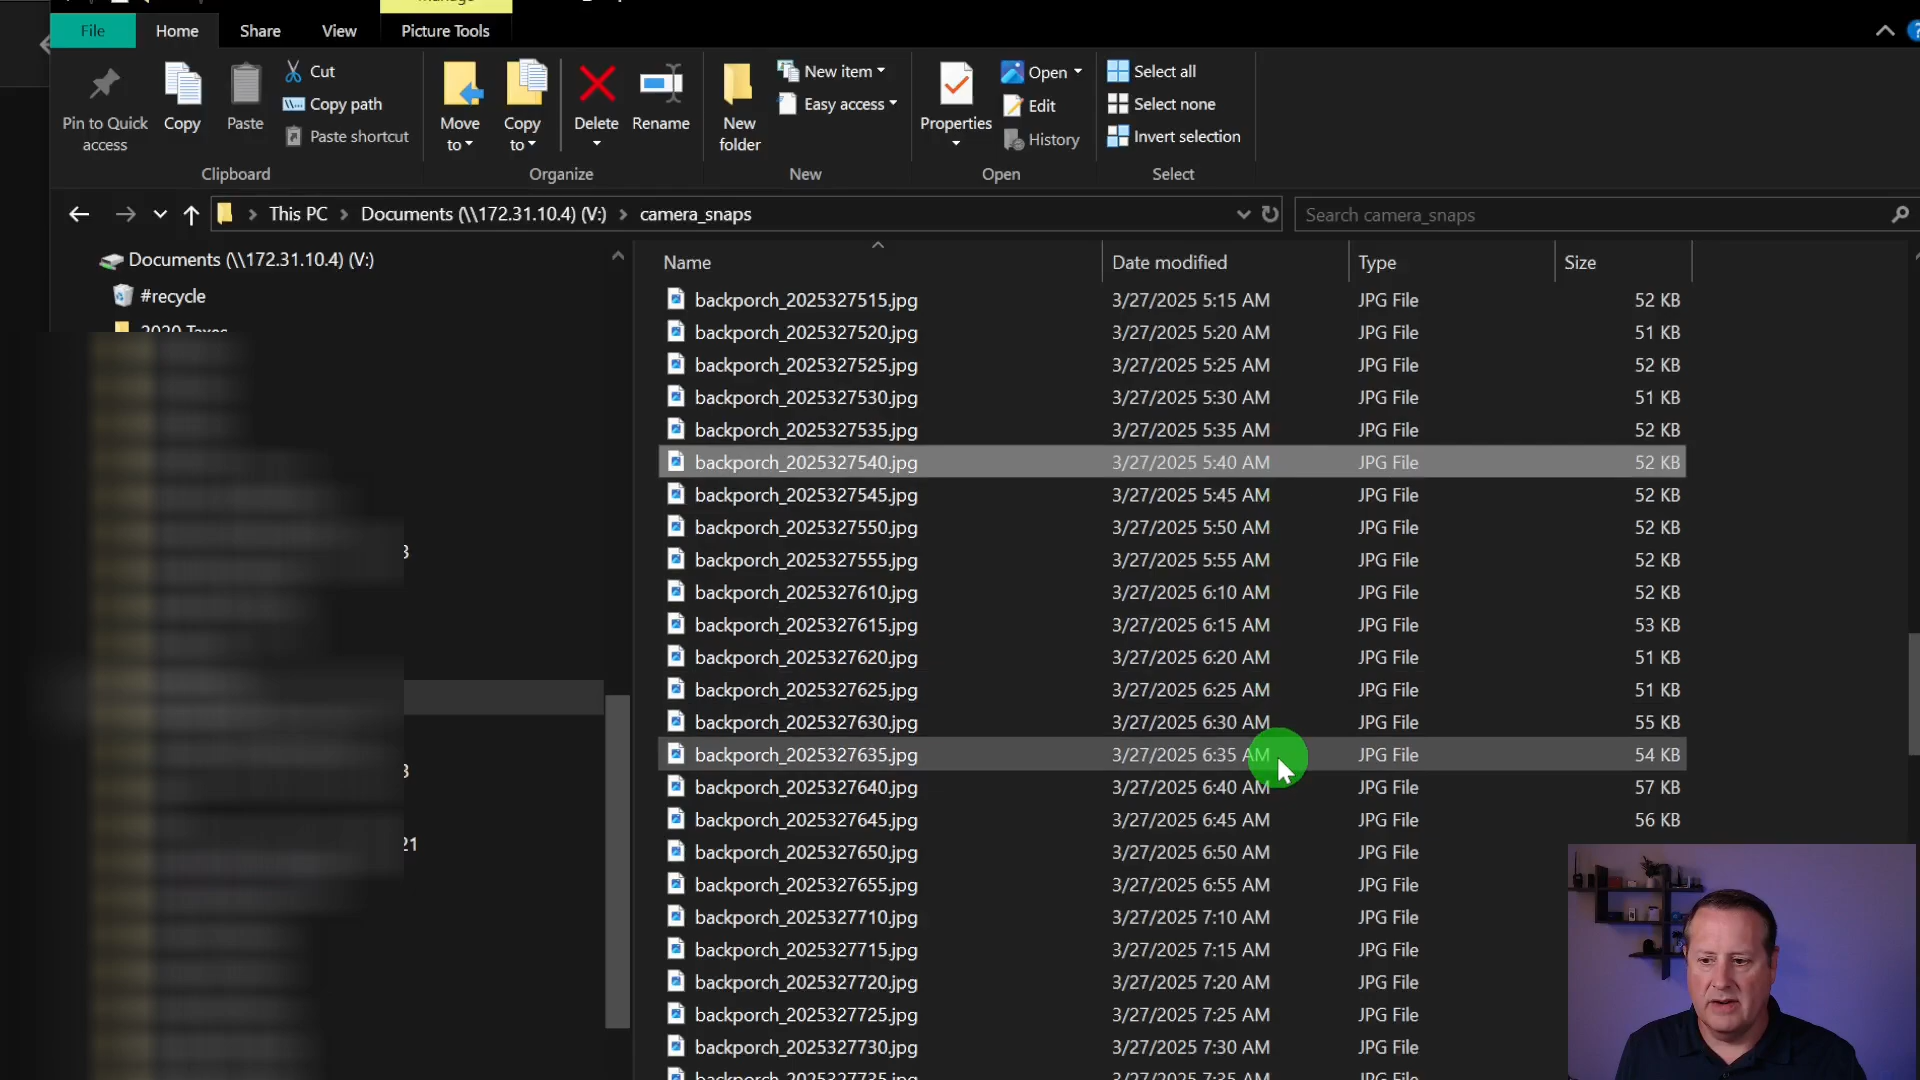 File Home Share View Picture Tools
Pin to Quick access
Copy
Paste
Cut
Copy path
Paste shortcut
Clipboard
Move to
Copy to
Delete
Rename
Organize
New folder
New item
Easy access
New
Properties
Open
Edit
History
Open
Select all
Select none
Invert selection
Select
This PC > Documents (\\172.31.10.4) (V:) > camera_snaps
Search camera_snaps
Documents (\\172.31.10.4) (V:)
#recycle
2020 Taxes
3
3
21
Name Date modified Type Size
backporch_2025327515.jpg 3/27/2025 5:15 AM JPG File 52 KB
backporch_2025327520.jpg 3/27/2025 5:20 AM JPG File 51 KB
backporch_2025327525.jpg 3/27/2025 5:25 AM JPG File 52 KB
backporch_2025327530.jpg 3/27/2025 5:30 AM JPG File 51 KB
backporch_2025327535.jpg 3/27/2025 5:35 AM JPG File 52 KB
backporch_2025327540.jpg 3/27/2025 5:40 AM JPG File 52 KB
backporch_2025327545.jpg 3/27/2025 5:45 AM JPG File 52 KB
backporch_2025327550.jpg 3/27/2025 5:50 AM JPG File 52 KB
backporch_2025327555.jpg 3/27/2025 5:55 AM JPG File 52 KB
backporch_2025327610.jpg 3/27/2025 6:10 AM JPG File 52 KB
backporch_2025327615.jpg 3/27/2025 6:15 AM JPG File 53 KB
backporch_2025327620.jpg 3/27/2025 6:20 AM JPG File 51 KB
backporch_2025327625.jpg 3/27/2025 6:25 AM JPG File 51 KB
backporch_2025327630.jpg 3/27/2025 6:30 AM JPG File 55 KB
backporch_2025327635.jpg 3/27/2025 6:35 AM JPG File 54 KB
backporch_2025327640.jpg 3/27/2025 6:40 AM JPG File 57 KB
backporch_2025327645.jpg 3/27/2025 6:45 AM JPG File 56 KB
backporch_2025327650.jpg 3/27/2025 6:50 AM JPG File
backporch_2025327655.jpg 3/27/2025 6:55 AM JPG File
backporch_2025327710.jpg 3/27/2025 7:10 AM JPG File
backporch_2025327715.jpg 3/27/2025 7:15 AM JPG File
backporch_2025327720.jpg 3/27/2025 7:20 AM JPG File
backporch_2025327725.jpg 3/27/2025 7:25 AM JPG File
backporch_2025327730.jpg 3/27/2025 7:30 AM JPG File
backporch_2025327735.jpg 3/27/2025 7:35 AM JPG File